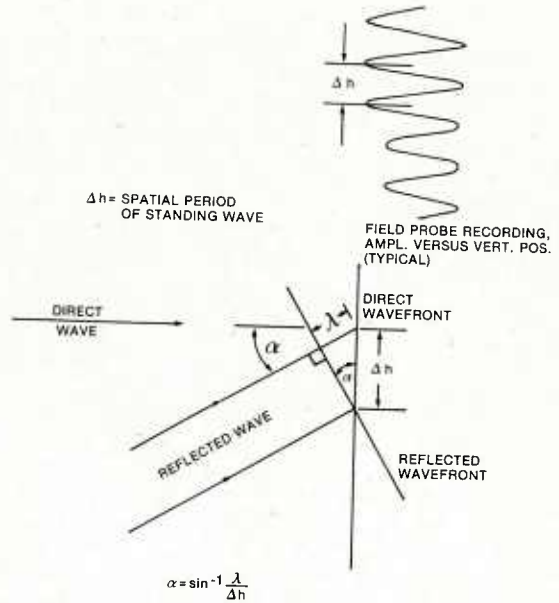 Δh
Δh = SPATIAL PERIOD
OF STANDING WAVE
FIELD PROBE RECORDING,
AMPL. VERSUS VERT. POS.
(TYPICAL)
DIRECT
WAVEFRONT
DIRECT
WAVE
λ
α
α
Δh
REFLECTED WAVE
REFLECTED
WAVEFRONT
α = sin⁻¹ λ/Δh